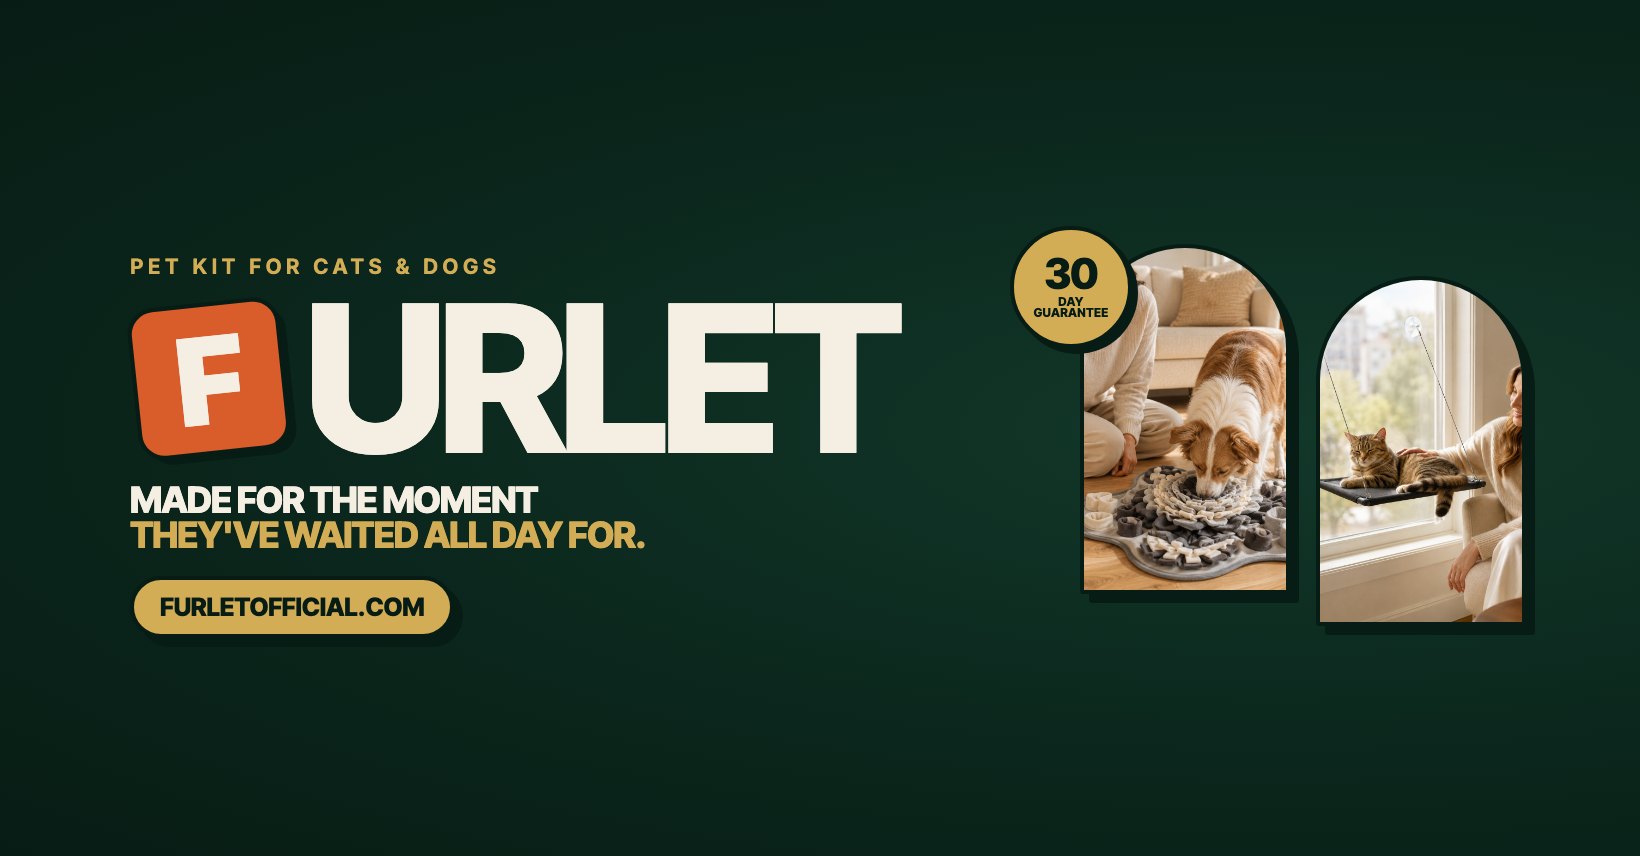 PET KIT FOR CATS & DOGS
FURLET
MADE FOR THE MOMENT
THEY'VE WAITED ALL DAY FOR.
FURLETOFFICIAL.COM
30
DAY
GUARANTEE